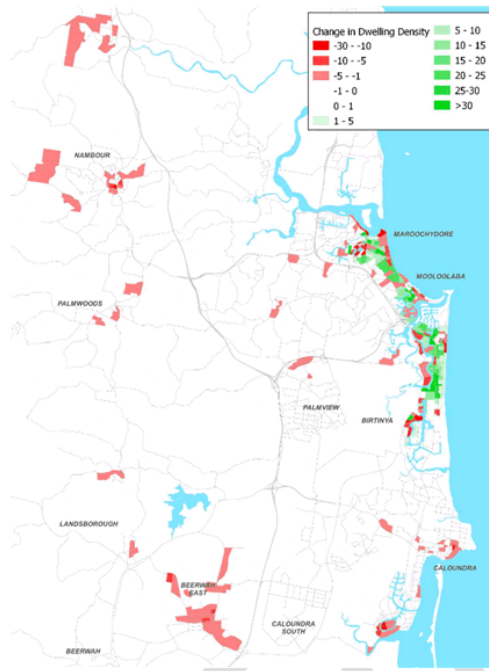 Change in Dwelling Density
-30 - -10
-10 - -5
-5 - -1
-1 - 0
0 - 1
1 - 5
5 - 10
10 - 15
15 - 20
20 - 25
25-30
>30
NAMBOUR
MAROOCHYDORE
MOOLOOLABA
PALMWOODS
PALMVIEW
BIRTINYA
LANDSBOROUGH
CALOUNDRA
BEERWAH
EAST
CALOUNDRA
SOUTH
BEERWAH